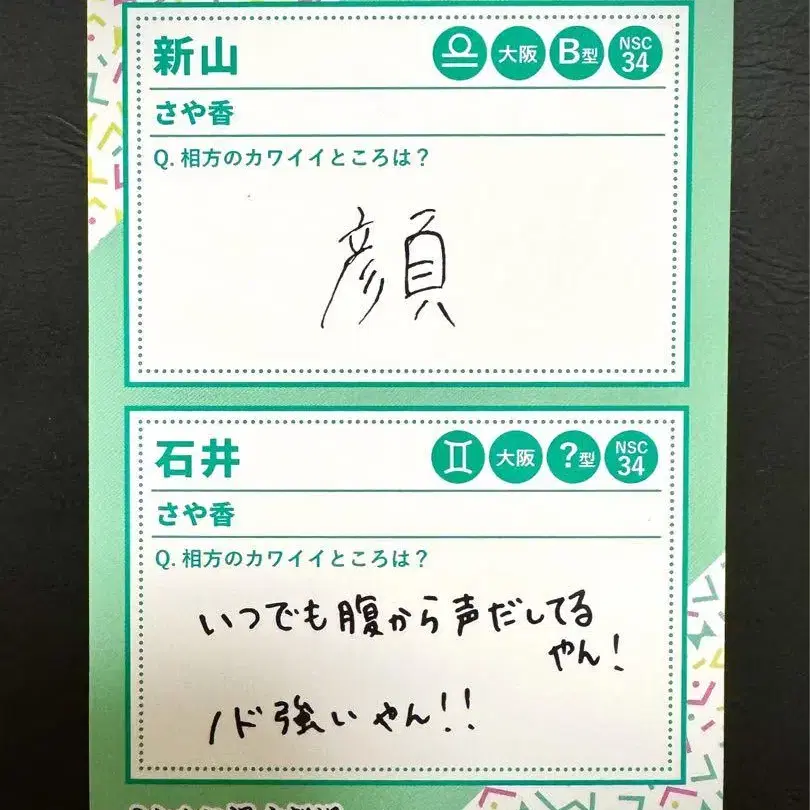 新山
大阪 B型 NSC 34
さや香
Q. 相方のカワイイところは？
顔
石井
大阪 ?型 NSC 34
さや香
Q. 相方のカワイイところは？
いつでも腹から声だしてる
やん！
ノド強いやん！！